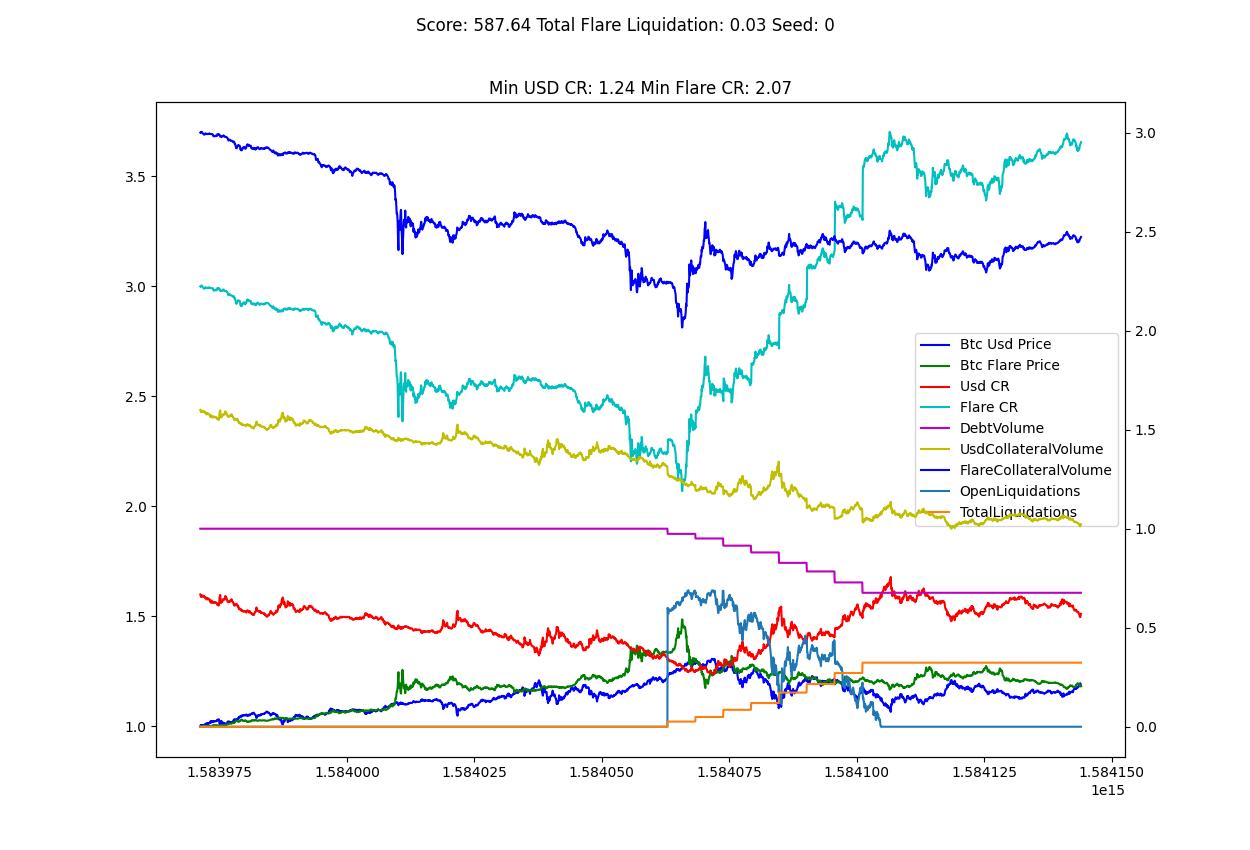 Score: 587.64 Total Flare Liquidation: 0.03 Seed: 0
Min USD CR: 1.24 Min Flare CR: 2.07
3.5
3.0
2.5
2.0
1.5
1.0
3.0
2.5
2.0
1.5
1.0
0.5
0.0
Btc Usd Price
Btc Flare Price
Usd CR
Flare CR
DebtVolume
UsdCollateralVolume
FlareCollateralVolume
OpenLiquidations
TotalLiquidations
1.583975 1.584000 1.584025 1.584050 1.584075 1.584100 1.584125 1.584150
1e15